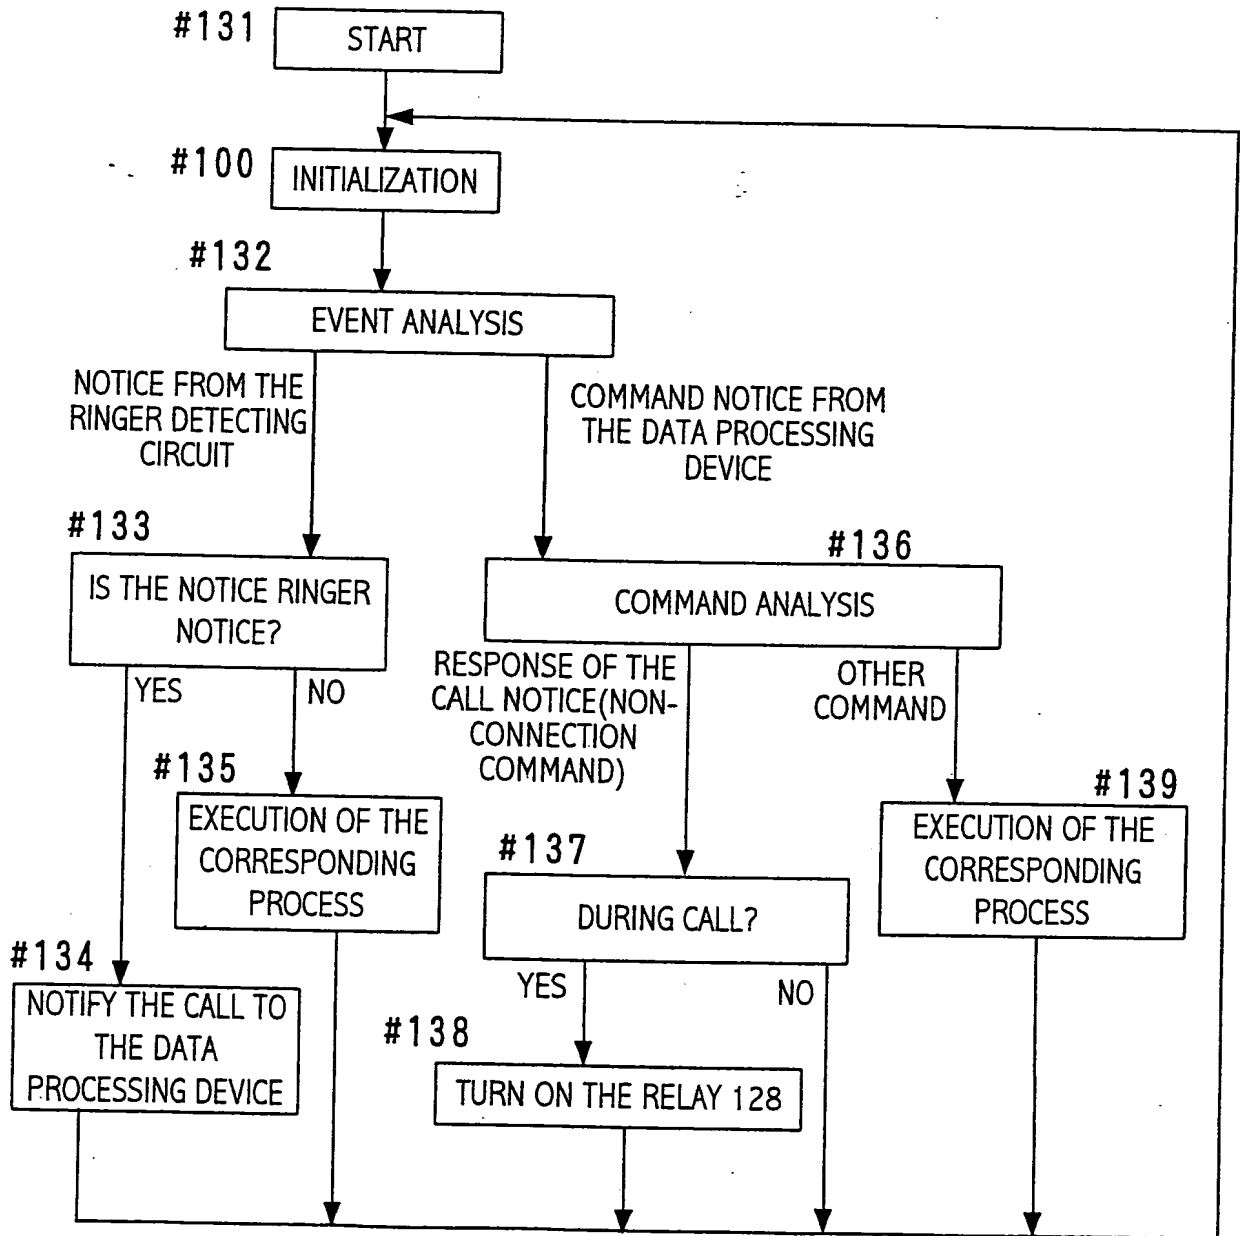 #131
START
#100
INITIALIZATION
#132
EVENT ANALYSIS
NOTICE FROM THE
RINGER DETECTING
CIRCUIT
COMMAND NOTICE FROM
THE DATA PROCESSING
DEVICE
#133
IS THE NOTICE RINGER
NOTICE?
YES
NO
#136
COMMAND ANALYSIS
RESPONSE OF THE
CALL NOTICE(NON-
CONNECTION
COMMAND)
OTHER
COMMAND
#135
EXECUTION OF THE
CORRESPONDING
PROCESS
#139
EXECUTION OF THE
CORRESPONDING
PROCESS
#137
DURING CALL?
YES
NO
#134
NOTIFY THE CALL TO
THE DATA
PROCESSING DEVICE
#138
TURN ON THE RELAY 128